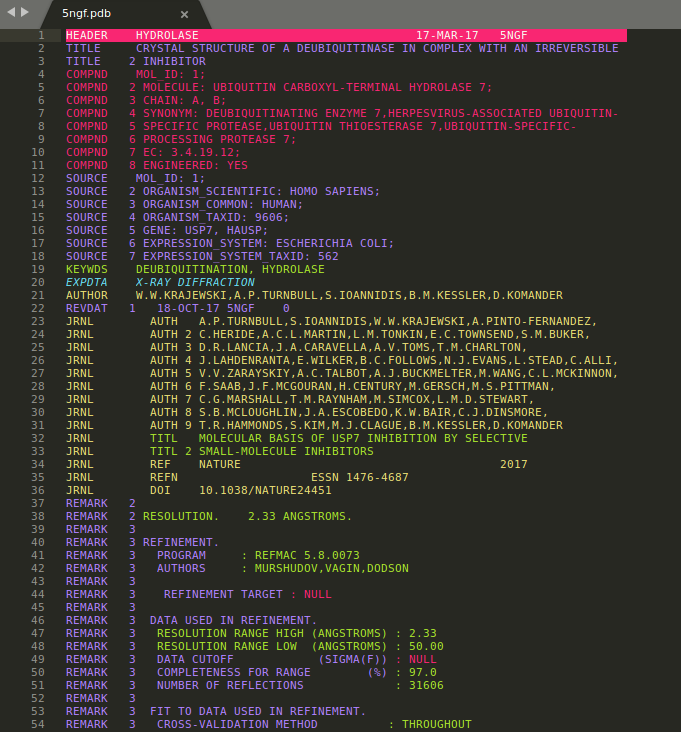 5ngf.pdb ×
1 HEADER    HYDROLASE                               17-MAR-17   5NGF
2 TITLE     CRYSTAL STRUCTURE OF A DEUBIQUITINASE IN COMPLEX WITH AN IRREVERSIBLE
3 TITLE    2 INHIBITOR
4 COMPND    MOL_ID: 1;
5 COMPND   2 MOLECULE: UBIQUITIN CARBOXYL-TERMINAL HYDROLASE 7;
6 COMPND   3 CHAIN: A, B;
7 COMPND   4 SYNONYM: DEUBIQUITINATING ENZYME 7,HERPESVIRUS-ASSOCIATED UBIQUITIN-
8 COMPND   5 SPECIFIC PROTEASE,UBIQUITIN THIOESTERASE 7,UBIQUITIN-SPECIFIC-
9 COMPND   6 PROCESSING PROTEASE 7;
10 COMPND   7 EC: 3.4.19.12;
11 COMPND   8 ENGINEERED: YES
12 SOURCE    MOL_ID: 1;
13 SOURCE   2 ORGANISM_SCIENTIFIC: HOMO SAPIENS;
14 SOURCE   3 ORGANISM_COMMON: HUMAN;
15 SOURCE   4 ORGANISM_TAXID: 9606;
16 SOURCE   5 GENE: USP7, HAUSP;
17 SOURCE   6 EXPRESSION_SYSTEM: ESCHERICHIA COLI;
18 SOURCE   7 EXPRESSION_SYSTEM_TAXID: 562
19 KEYWDS    DEUBIQUITINATION, HYDROLASE
20 EXPDTA    X-RAY DIFFRACTION
21 AUTHOR    W.W.KRAJEWSKI,A.P.TURNBULL,S.IOANNIDIS,B.M.KESSLER,D.KOMANDER
22 REVDAT   1   18-OCT-17 5NGF    0
23 JRNL        AUTH   A.P.TURNBULL,S.IOANNIDIS,W.W.KRAJEWSKI,A.PINTO-FERNANDEZ,
24 JRNL        AUTH 2 C.HERIDE,A.C.L.MARTIN,L.M.TONKIN,E.C.TOWNSEND,S.M.BUKER,
25 JRNL        AUTH 3 D.R.LANCIA,J.A.CARAVELLA,A.V.TOMS,T.M.CHARLTON,
26 JRNL        AUTH 4 J.LAHDENRANTA,E.WILKER,B.C.FOLLOWS,N.J.EVANS,L.STEAD,C.ALLI,
27 JRNL        AUTH 5 V.V.ZARAYSKIY,A.C.TALBOT,A.J.BUCKMELTER,M.WANG,C.L.MCKINNON,
28 JRNL        AUTH 6 F.SAAB,J.F.MCGOURAN,H.CENTURY,M.GERSCH,M.S.PITTMAN,
29 JRNL        AUTH 7 C.G.MARSHALL,T.M.RAYNHAM,M.SIMCOX,L.M.D.STEWART,
30 JRNL        AUTH 8 S.B.MCLOUGHLIN,J.A.ESCOBEDO,K.W.BAIR,C.J.DINSMORE,
31 JRNL        AUTH 9 T.R.HAMMONDS,S.KIM,M.J.CLAGUE,B.M.KESSLER,D.KOMANDER
32 JRNL        TITL   MOLECULAR BASIS OF USP7 INHIBITION BY SELECTIVE
33 JRNL        TITL 2 SMALL-MOLECULE INHIBITORS
34 JRNL        REF    NATURE                                     2017
35 JRNL        REFN                   ESSN 1476-4687
36 JRNL        DOI    10.1038/NATURE24451
37 REMARK   2
38 REMARK   2 RESOLUTION.    2.33 ANGSTROMS.
39 REMARK   3
40 REMARK   3 REFINEMENT.
41 REMARK   3   PROGRAM     : REFMAC 5.8.0073
42 REMARK   3   AUTHORS     : MURSHUDOV,VAGIN,DODSON
43 REMARK   3
44 REMARK   3    REFINEMENT TARGET : NULL
45 REMARK   3
46 REMARK   3  DATA USED IN REFINEMENT.
47 REMARK   3   RESOLUTION RANGE HIGH (ANGSTROMS) : 2.33
48 REMARK   3   RESOLUTION RANGE LOW  (ANGSTROMS) : 50.00
49 REMARK   3   DATA CUTOFF            (SIGMA(F)) : NULL
50 REMARK   3   COMPLETENESS FOR RANGE        (%) : 97.0
51 REMARK   3   NUMBER OF REFLECTIONS             : 31606
52 REMARK   3
53 REMARK   3  FIT TO DATA USED IN REFINEMENT.
54 REMARK   3   CROSS-VALIDATION METHOD          : THROUGHOUT